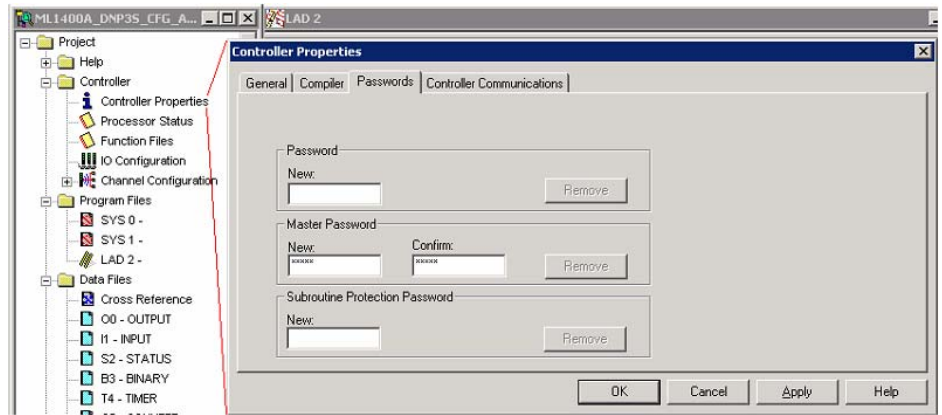 ML1400A_DNP3S_CFG_A...
LAD 2
Project
Help
Controller
Controller Properties
Processor Status
Function Files
IO Configuration
Channel Configuration
Program Files
SYS 0 -
SYS 1 -
LAD 2 -
Data Files
Cross Reference
O0 - OUTPUT
I1 - INPUT
S2 - STATUS
B3 - BINARY
T4 - TIMER
Controller Properties
General Compiler Passwords Controller Communications
Password
New:
Remove
Master Password
New: Confirm:
***** ***** Remove
Subroutine Protection Password
New:
Remove
OK Cancel Apply Help